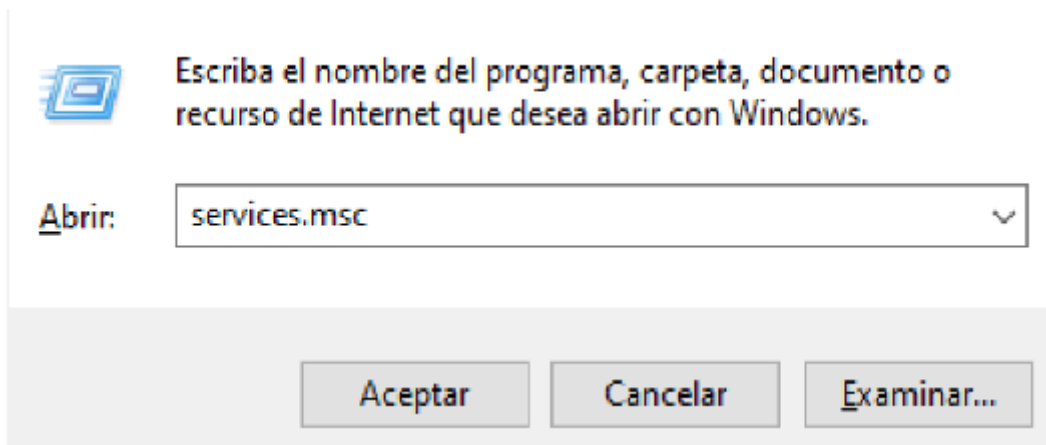 Escriba el nombre del programa, carpeta, documento o
recurso de Internet que desea abrir con Windows.
Abrir: services.msc
Aceptar Cancelar Examinar...